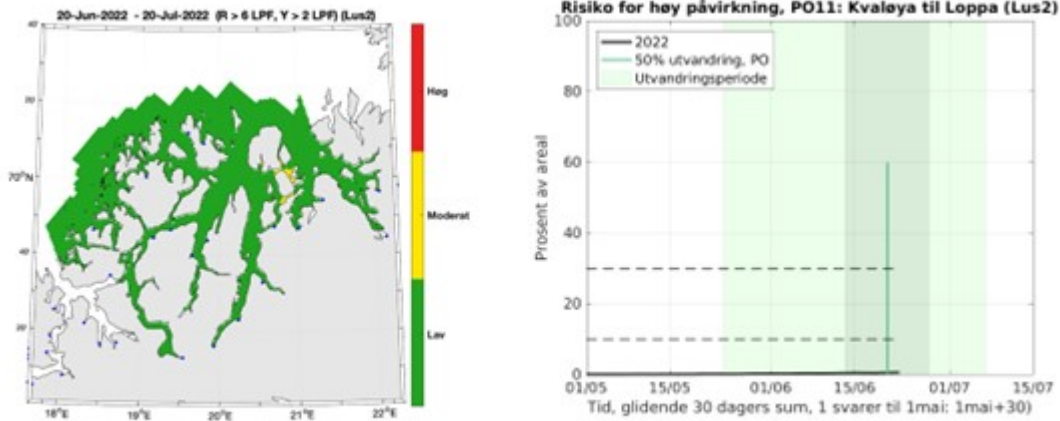 20-Jun-2022 - 20-Jul-2022 (R > 6 LPF, Y > 2 LPF) (Lus2)
70°N
40'
20'
18°E
19°E
20°E
21°E
22°E
Høg
Moderat
Lav
Risiko for høy påvirkning, PO11: Kvaløya til Loppa (Lus2)
2022
50% utvandring, PO
Utvandringsperiode
Prosent av areal
100
80
60
40
20
0
01/05
15/05
01/06
15/06
01/07
15/07
Tid, glidende 30 dagers sum, 1 svarer til 1mai: 1mai+30)